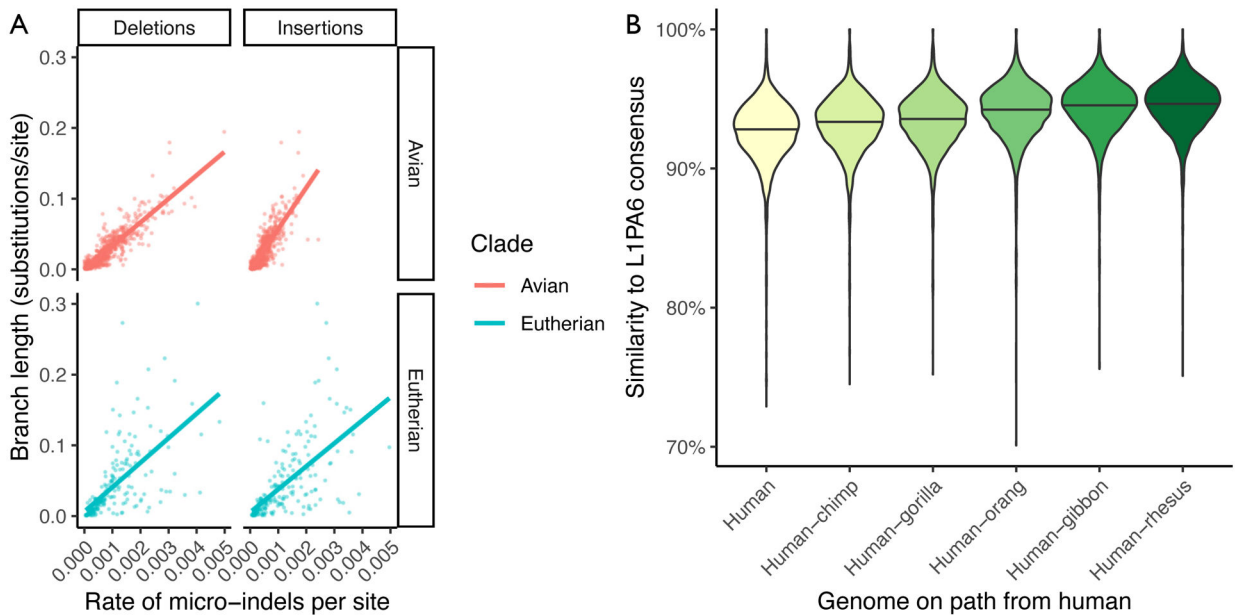 A
Deletions
Insertions
Branch length (substitutions/site)
0.3
0.2
0.1
0.0
Avian
0.3
0.2
0.1
0.0
Eutherian
0.000
0.001
0.002
0.003
0.004
0.005
0.000
0.001
0.002
0.003
0.004
0.005
Rate of micro-indels per site
Clade
Avian
Eutherian
B
Similarity to L1PA6 consensus
100%
90%
80%
70%
Human
Human-chimp
Human-gorilla
Human-orang
Human-gibbon
Human-rhesus
Genome on path from human